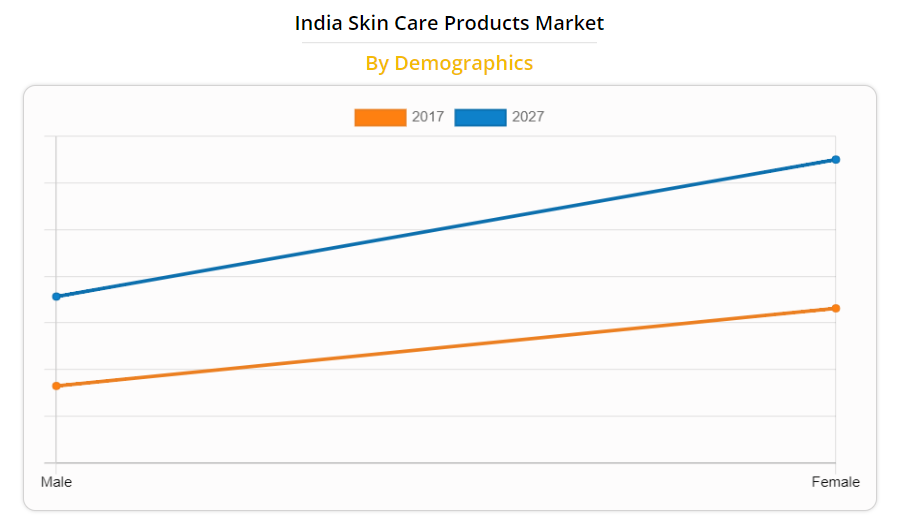 India Skin Care Products Market
By Demographics
2017 2027
Male Female